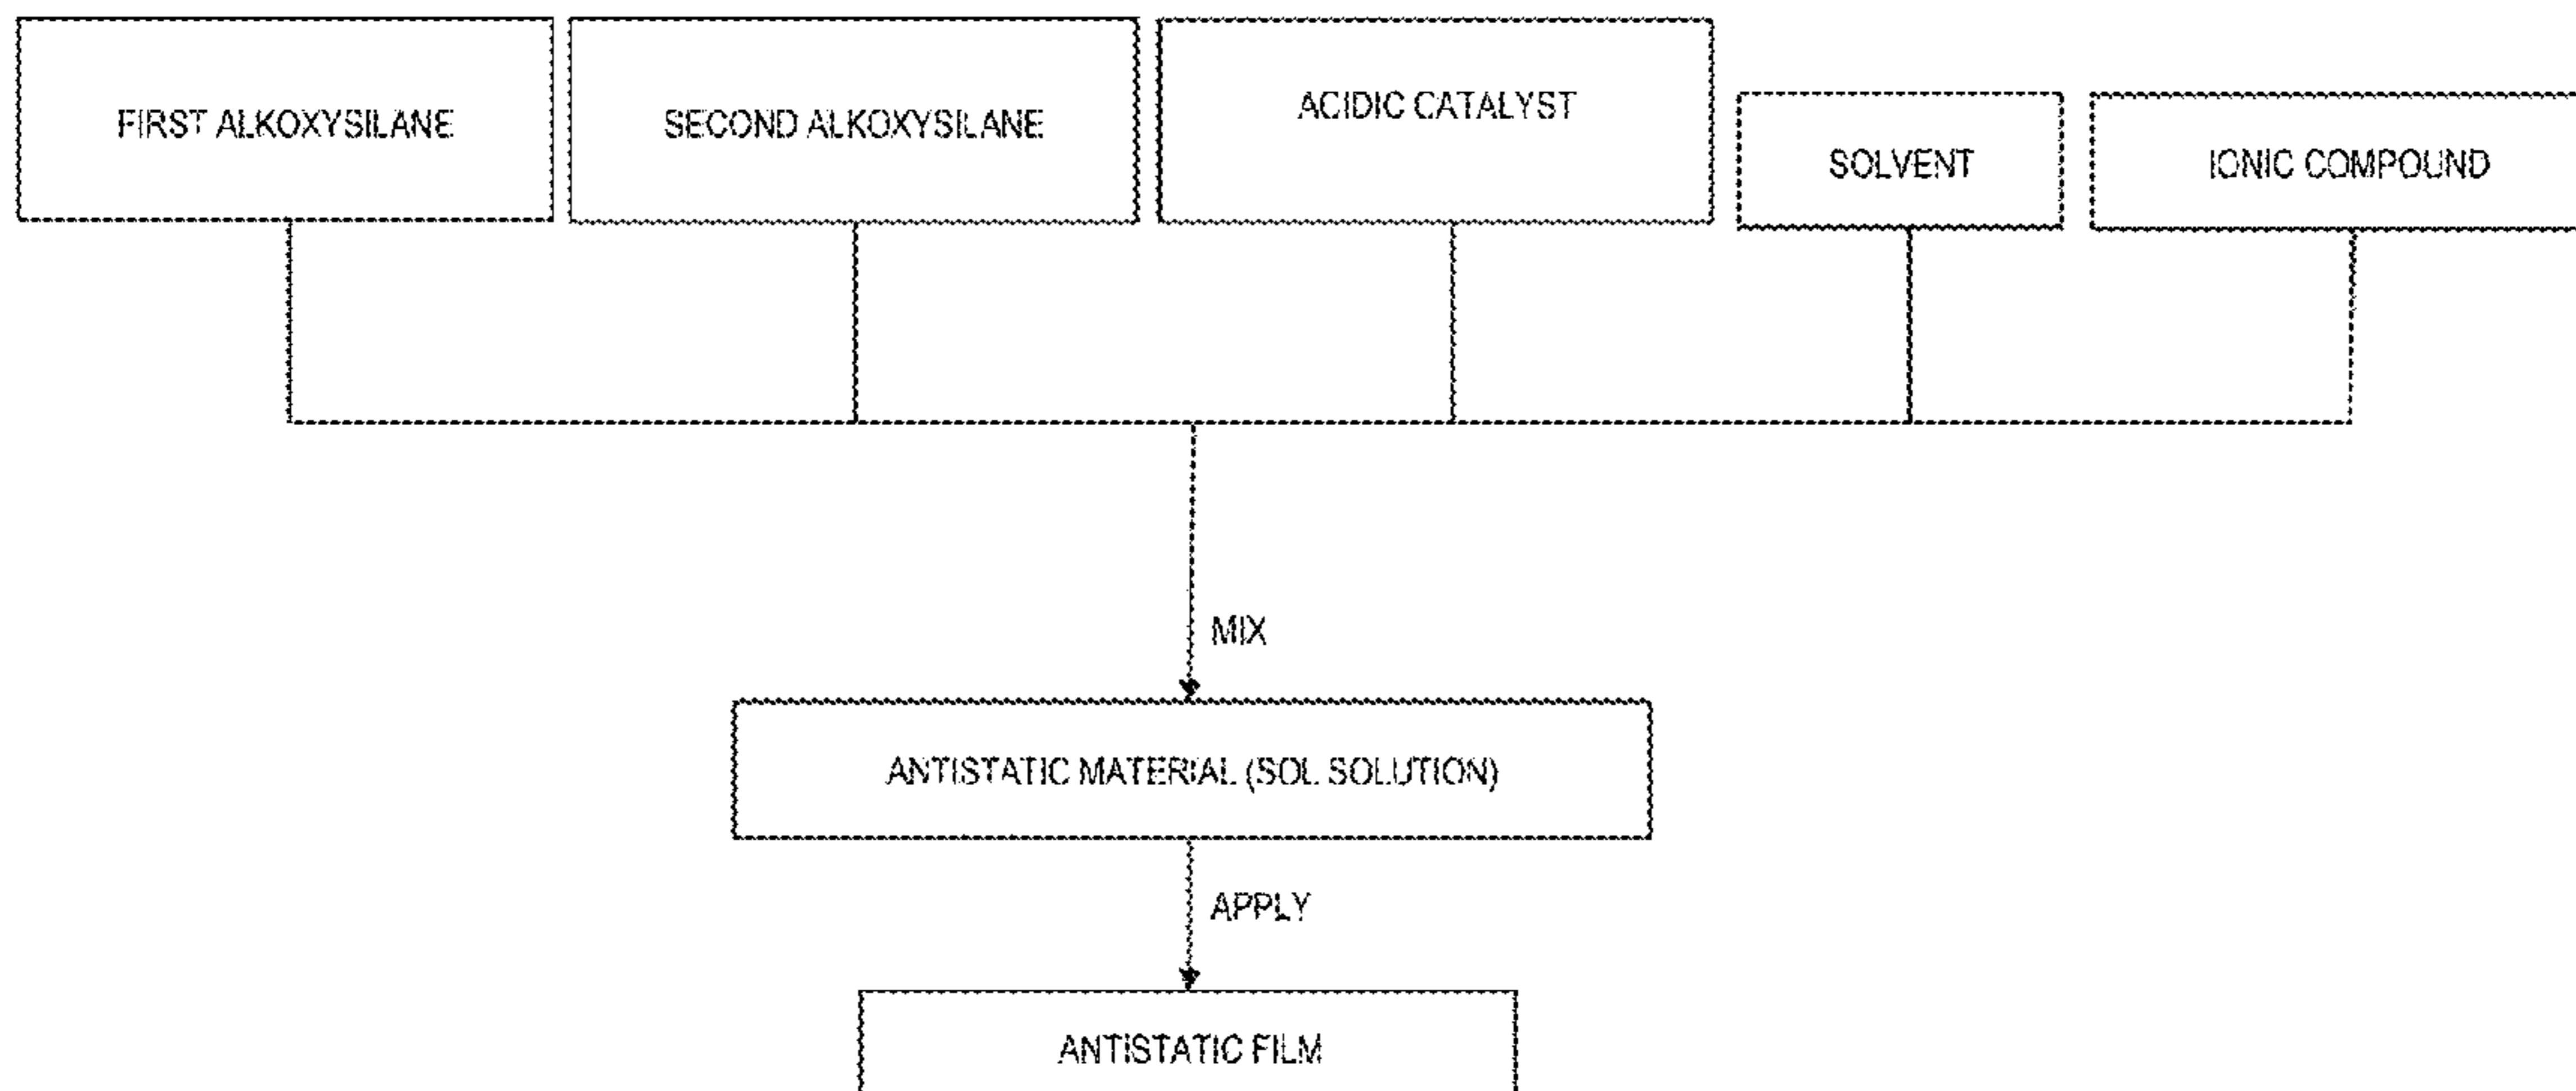 FIRST ALKOXYSILANE
SECOND ALKOXYSILANE
ACIDIC CATALYST
SOLVENT
IONIC COMPOUND
MIX
ANTISTATIC MATERIAL (SOL SOLUTION)
APPLY
ANTISTATIC FILM